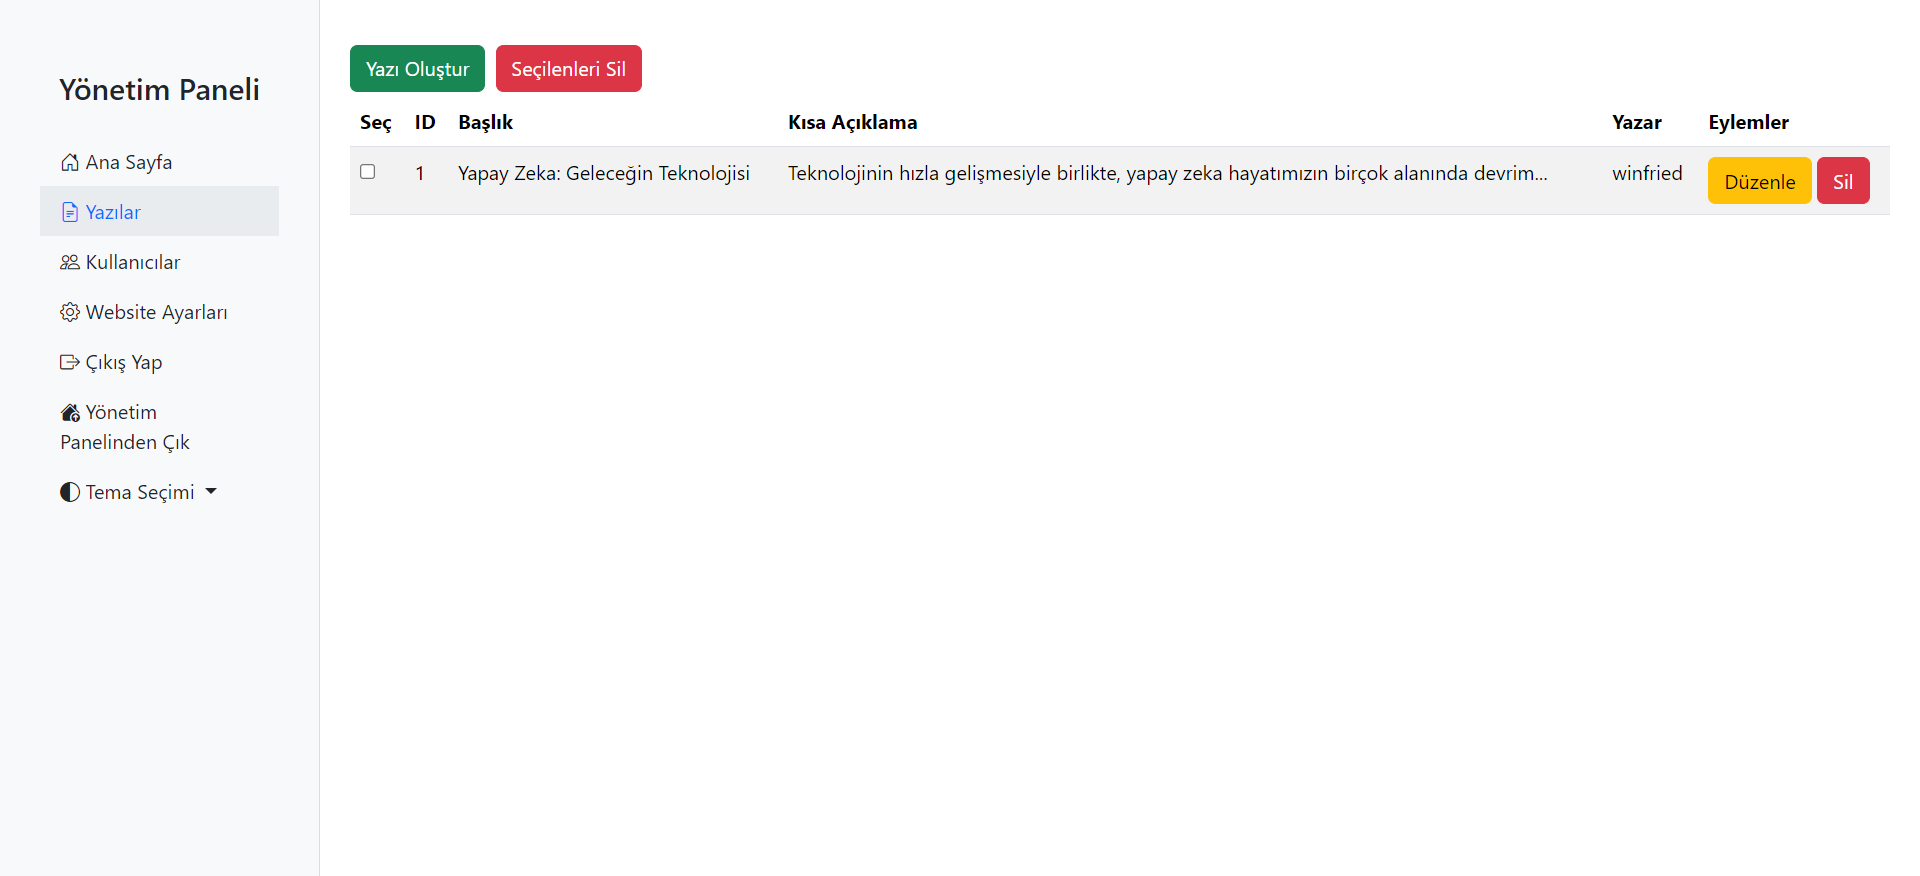 Yönetim Paneli
Ana Sayfa
Yazılar
Kullanıcılar
Website Ayarları
Çıkış Yap
Yönetim
Panelinden Çık
Tema Seçimi
Yazı Oluştur Seçilenleri Sil
Seç ID Başlık Kısa Açıklama Yazar Eylemler
1 Yapay Zeka: Geleceğin Teknolojisi Teknolojinin hızla gelişmesiyle birlikte, yapay zeka hayatımızın birçok alanında devrim... winfried Düzenle Sil